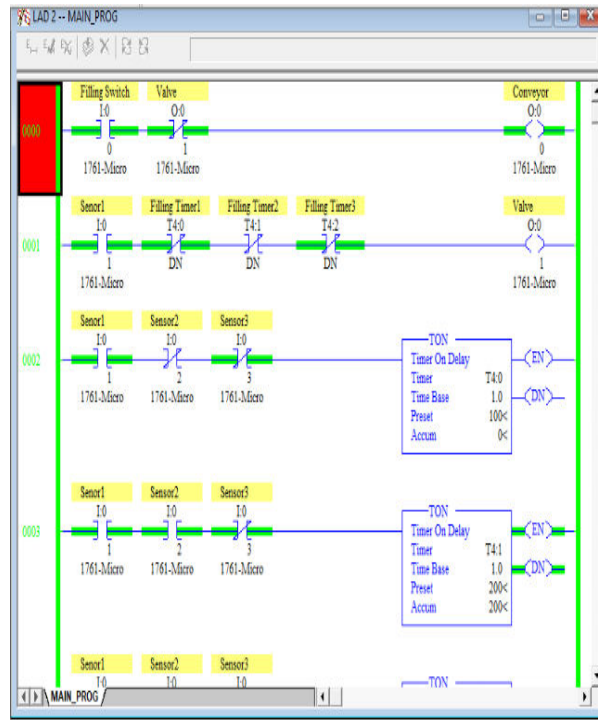 LAD 2 -- MAIN_PROG
Filling Switch Valve Conveyor
I:0 O:0 O:0
0000
0 1 0
1761-Micro 1761-Micro 1761-Micro
Senor1 Filling Timer1 Filling Timer2 Filling Timer3 Valve
I:0 T4:0 T4:1 T4:2 O:0
0001
1 DN DN DN 1
1761-Micro 1761-Micro
Senor1 Sensor2 Sensor3
I:0 I:0 I:0
TON
0002
Timer On Delay EN
Timer T4:0
1 2 3
Time Base 1.0 DN
1761-Micro 1761-Micro 1761-Micro
Preset 100<
Accum 0<
Senor1 Sensor2 Sensor3
I:0 I:0 I:0
TON
0003
Timer On Delay EN
Timer T4:1
1 2 3
Time Base 1.0 DN
1761-Micro 1761-Micro 1761-Micro
Preset 200<
Accum 200<
Senor1 Sensor2 Sensor3
I:0 I:0 I:0
TON
MAIN_PROG